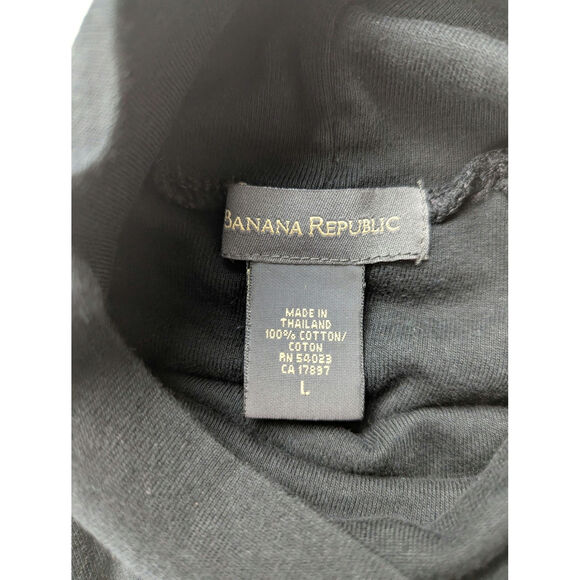 BANANA REPUBLIC
MADE IN
THAILAND
100% COTTON/
COTON
RN 54023
CA 17897
L